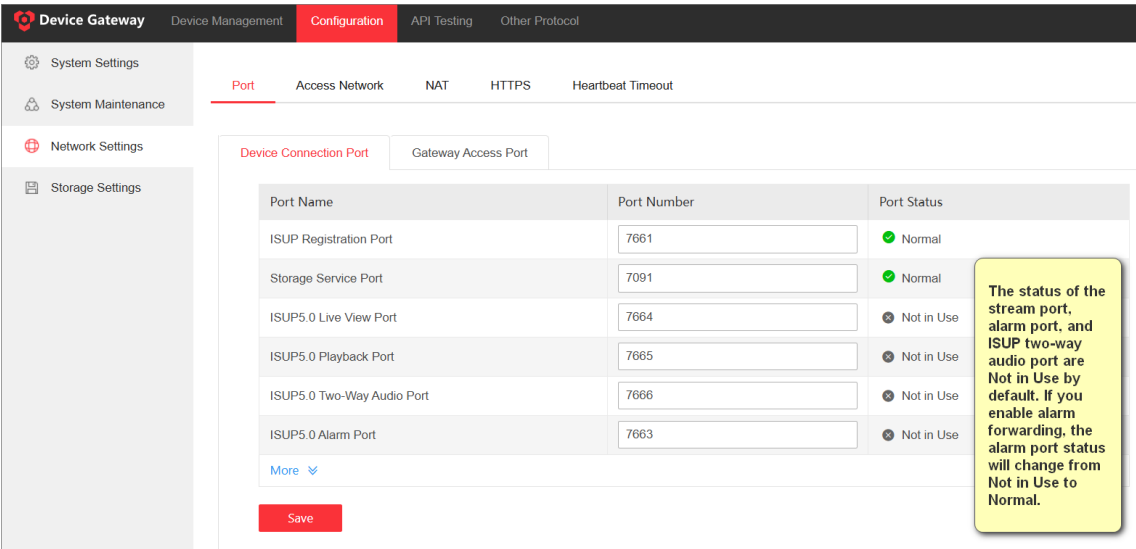 Device Gateway Device Management Configuration API Testing Other Protocol
System Settings
System Maintenance
Network Settings
Storage Settings
Port Access Network NAT HTTPS Heartbeat Timeout
Device Connection Port Gateway Access Port
Port Name Port Number Port Status
ISUP Registration Port 7661 Normal
Storage Service Port 7091 Normal
ISUP5.0 Live View Port 7664 Not in Use
ISUP5.0 Playback Port 7665 Not in Use
ISUP5.0 Two-Way Audio Port 7666 Not in Use
ISUP5.0 Alarm Port 7663 Not in Use
More
Save
The status of the
stream port,
alarm port, and
ISUP two-way
audio port are
Not in Use by
default. If you
enable alarm
forwarding, the
alarm port status
will change from
Not in Use to
Normal.